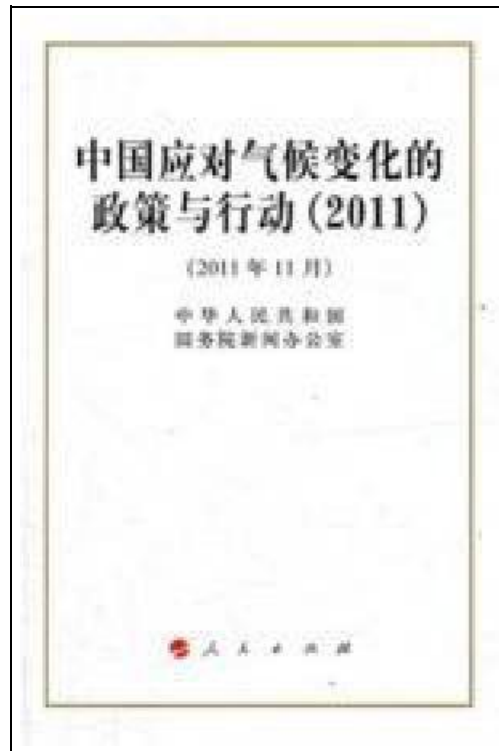 中国应对气候变化的
政策与行动(2011)
(2011年11月)
中华人民共和国
国务院新闻办公室
人民出版社